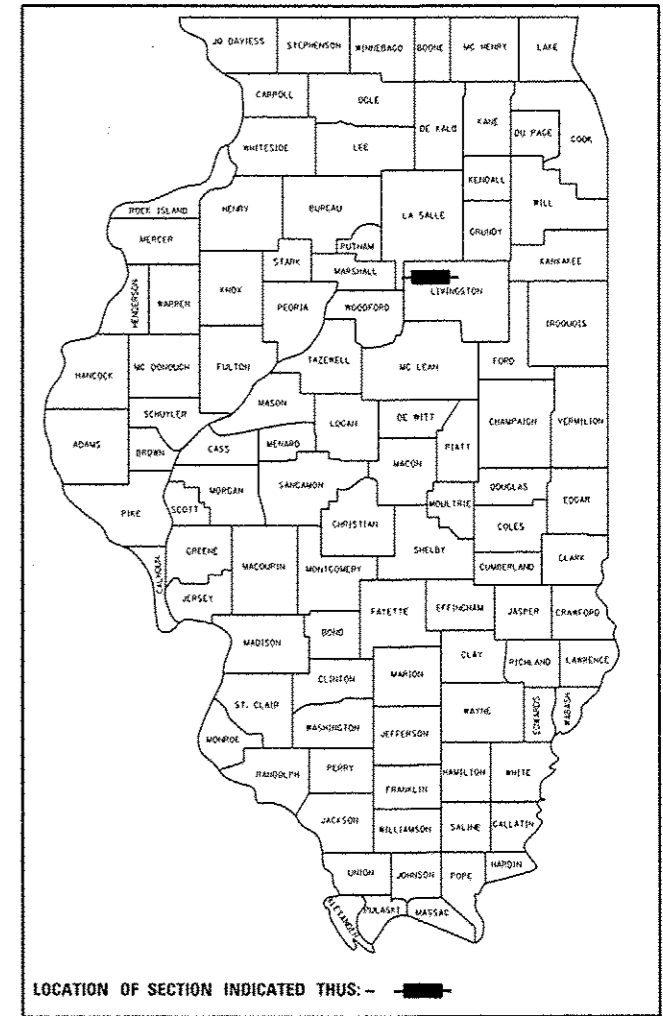 JO DAVIESS STEPHENSON WINNEBAGO BOONE MC HENRY LAKE
CARROLL OGLE DE KALB KANE DU PAGE COOK
WHITESIDE LEE KENDALL WILL
ROCK ISLAND HENRY BUREAU LA SALLE GRUNDY
MERCER PUTNAM KANKAKEE
STARK MARSHALL LIVINGSTON
HENDERSON WARREN KNOX PEORIA WOODFORD IROQUOIS
HANCOCK MC DONOUGH FULTON TAZEWELL MC LEAN FORD
SCHUYLER MASON LOGAN DE WITT CHAMPAIGN VERMILION
ADAMS BROWN CASS MENARD MACON PIATT
PIKE SCOTT MORGAN SANGAMON MOULTRIE DOUGLAS EDGAR
CHRISTIAN COLES
CALHOUN GREENE MACOUPIN MONTGOMERY SHELBY CUMBERLAND CLARK
JERSEY FAYETTE EFFINGHAM JASPER CRAWFORD
MADISON BOND CLAY RICHLAND LAWRENCE
ST. CLAIR CLINTON MARION WAYNE EDWARDS WABASH
MONROE WASHINGTON JEFFERSON
RANDOLPH PERRY FRANKLIN HAMILTON WHITE
JACKSON WILLIAMSON SALINE GALLATIN
UNION JOHNSON POPE HARDIN
ALEXANDER PULASKI MASSAC
LOCATION OF SECTION INDICATED THUS: -